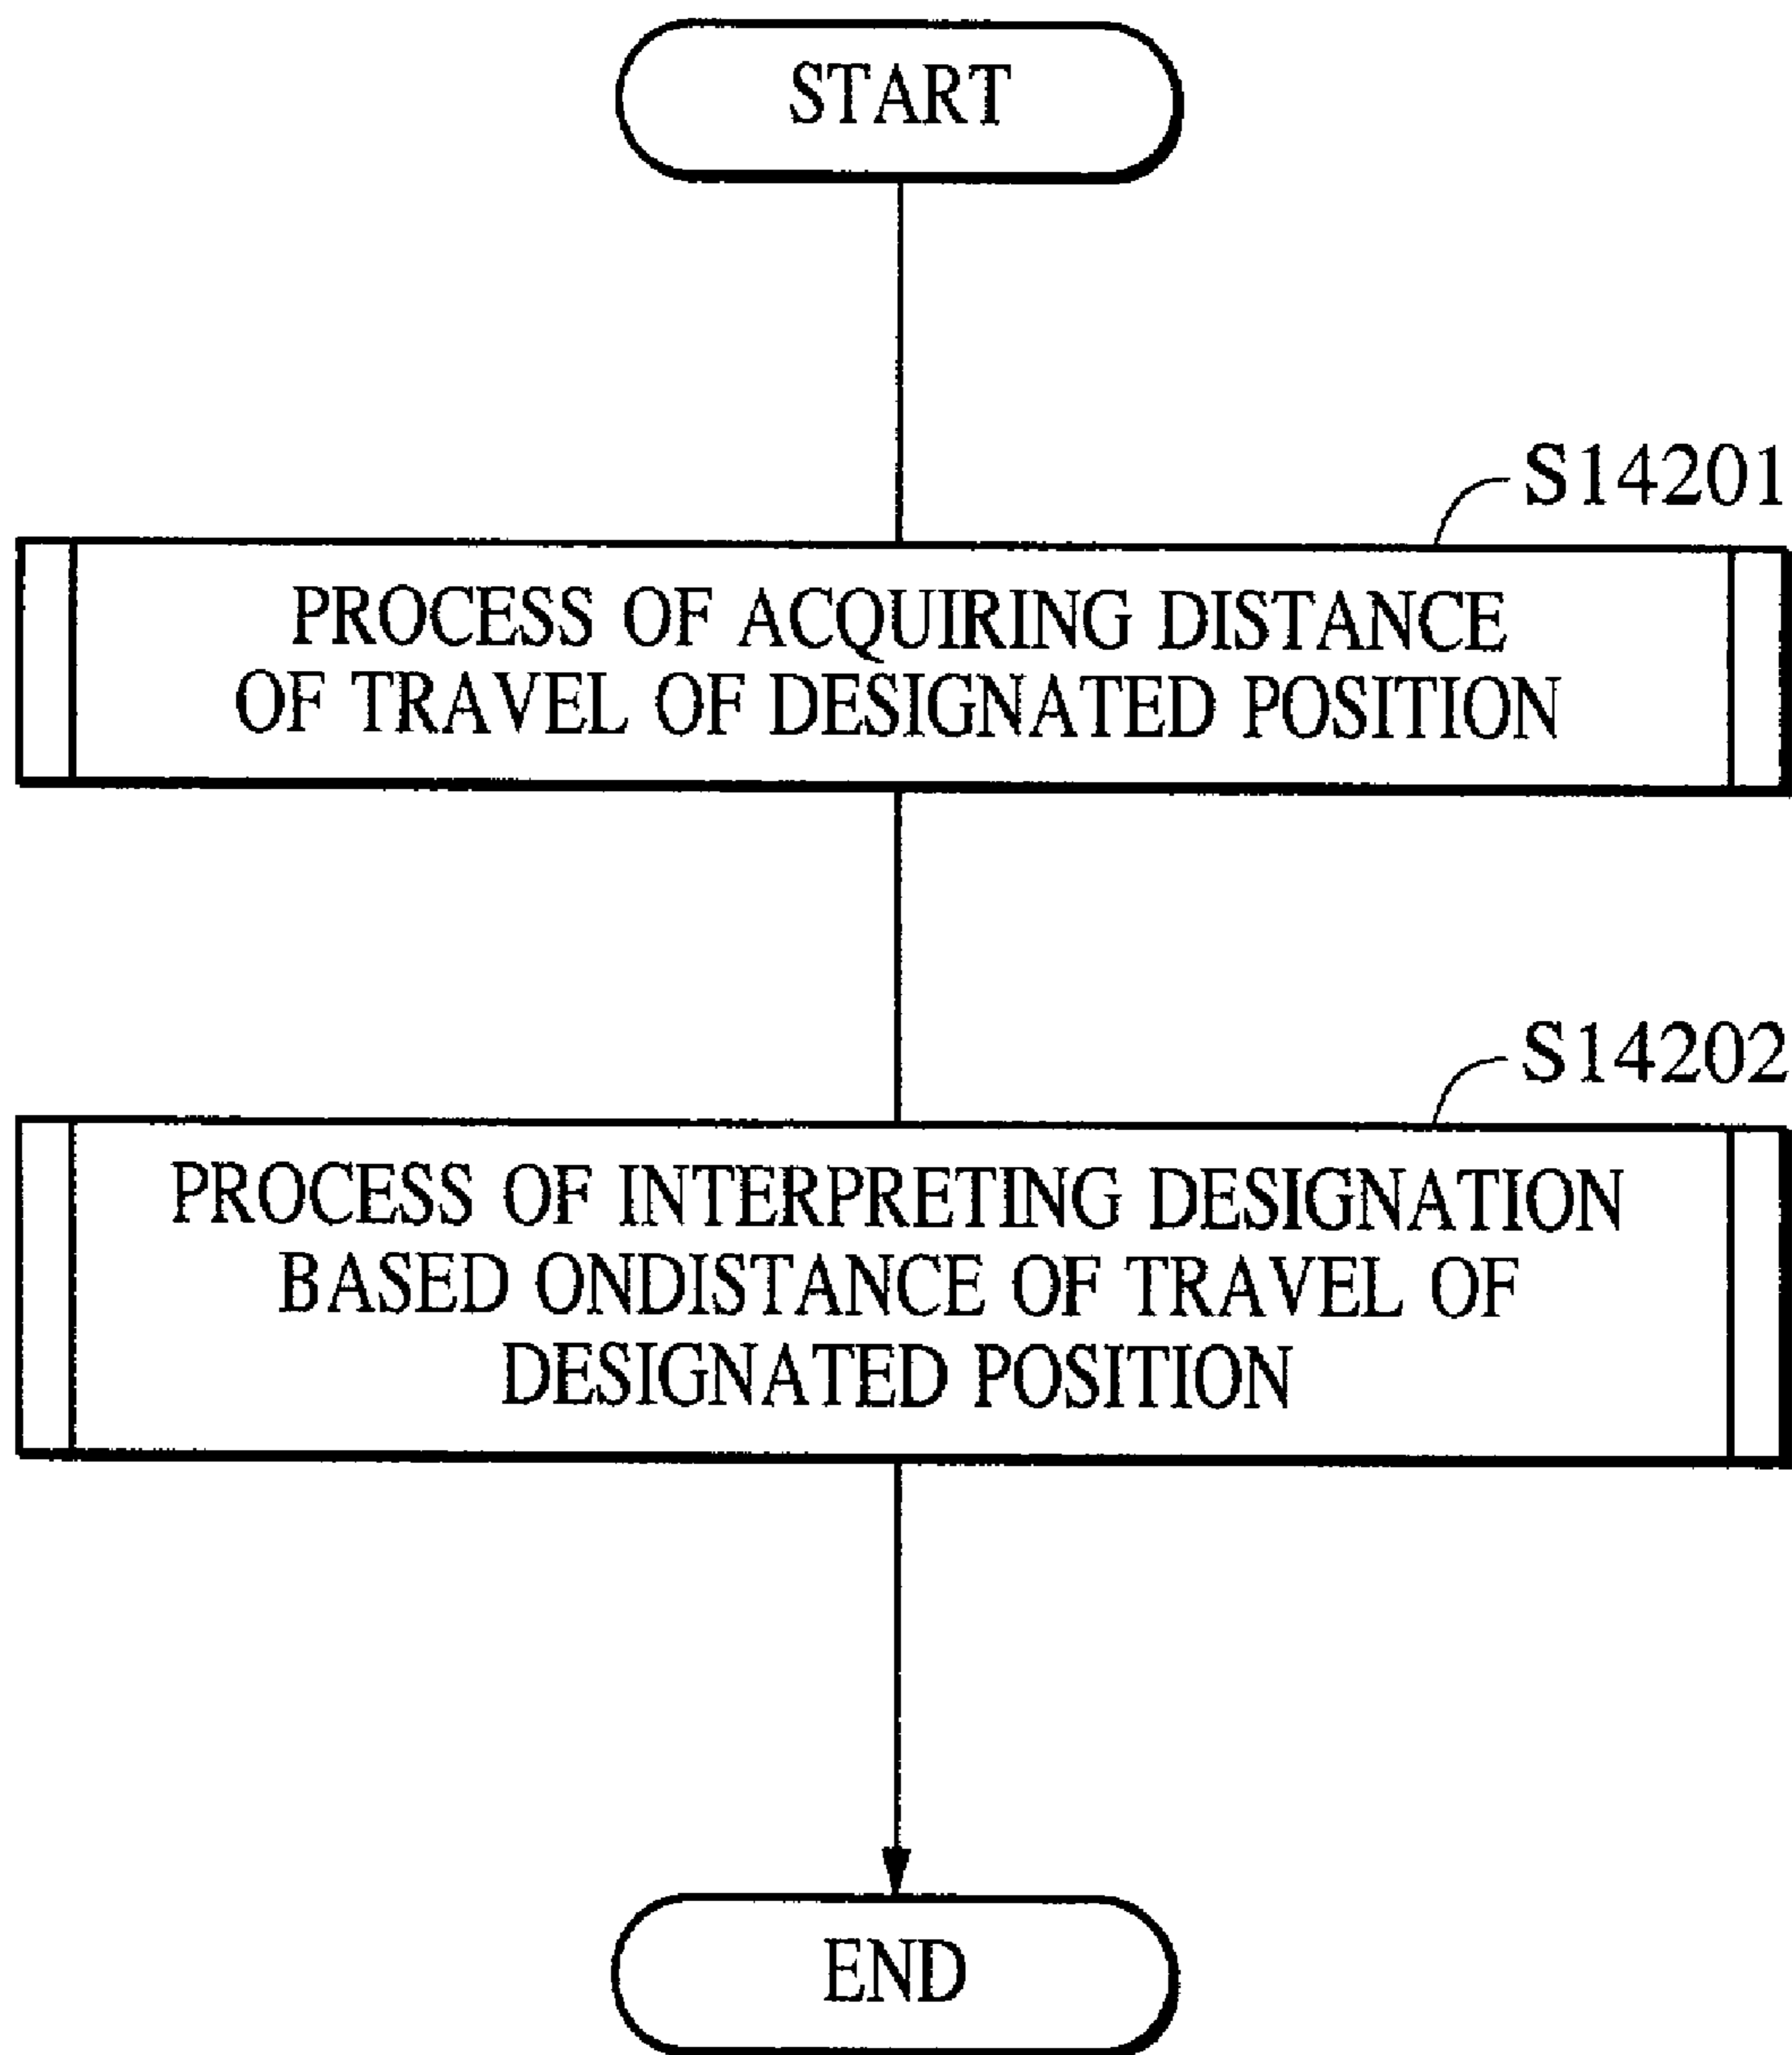 START
S14201
PROCESS OF ACQUIRING DISTANCE
OF TRAVEL OF DESIGNATED POSITION
S14202
PROCESS OF INTERPRETING DESIGNATION
BASED ONDISTANCE OF TRAVEL OF
DESIGNATED POSITION
END